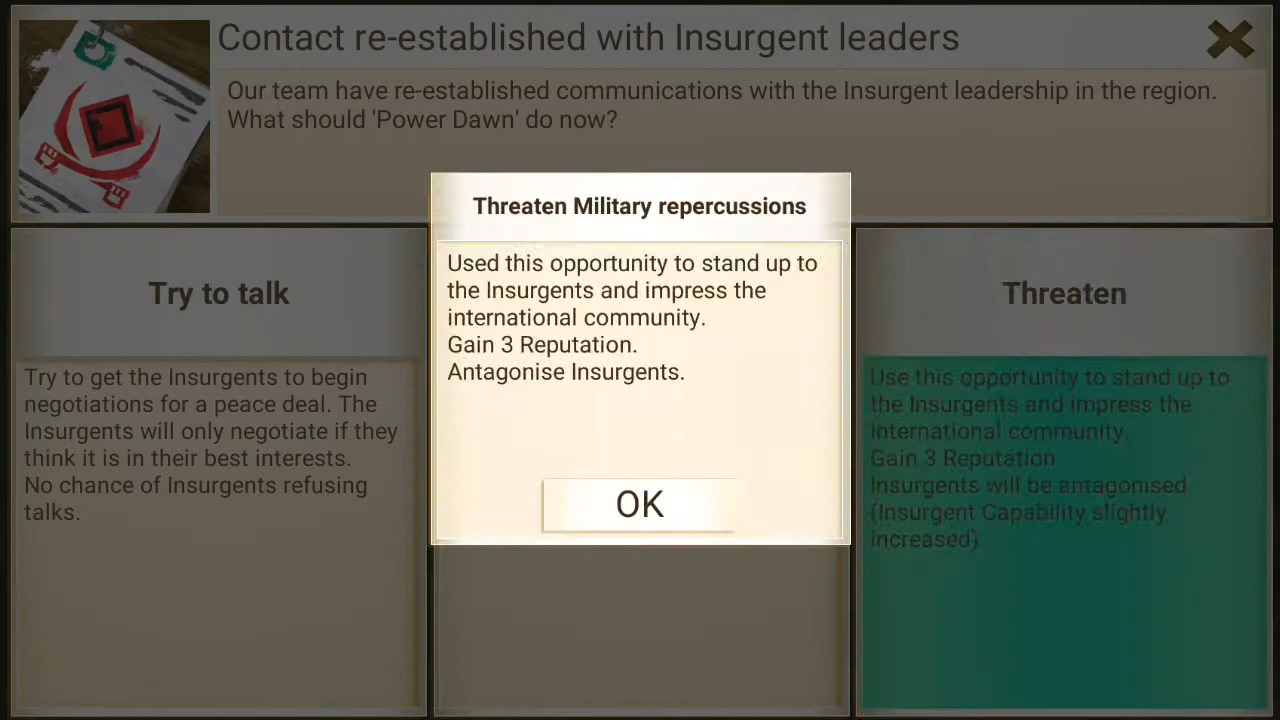 Contact re-established with Insurgent leaders
Our team have re-established communications with the Insurgent leadership in the region.
What should 'Power Dawn' do now?
Try to talk
Try to get the Insurgents to begin
negotiations for a peace deal. The
Insurgents will only negotiate if they
think it is in their best interests.
No chance of Insurgents refusing
talks.
Threaten Military repercussions
Used this opportunity to stand up to
the Insurgents and impress the
international community.
Gain 3 Reputation.
Antagonise Insurgents.
OK
Threaten
Use this opportunity to stand up to
the Insurgents and impress the
international community.
Gain 3 Reputation
Insurgents will be antagonised
(Insurgent Capability slightly
increased)